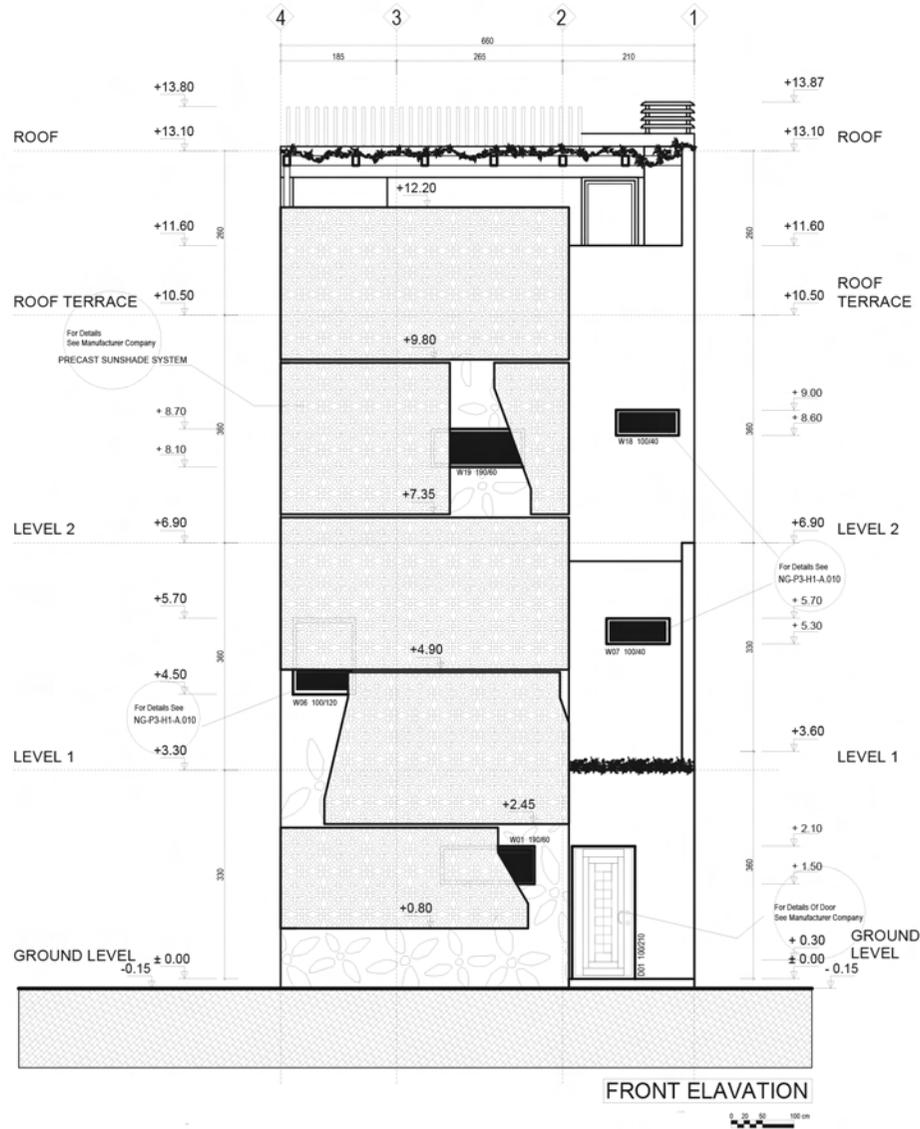 4 3 2 1
660
185 265 210
+13.80 +13.87
ROOF +13.10 +13.10 ROOF
+12.20
+11.60 +11.60
260 260
ROOF TERRACE +10.50 +10.50 ROOF
TERRACE
For Details
See Manufacturer Company
PRECAST SUNSHADE SYSTEM
+9.80
+ 9.00
+ 8.70 + 8.60
360 360
W18 100/40
+ 8.10
W19 190/60
+7.35
LEVEL 2 +6.90 +6.90 LEVEL 2
For Details See
NG-P3-H1-A.010
+5.70 + 5.70
+ 5.30
W07 100/40
360 330
+4.90
+4.50
W06 100/120
For Details See
NG-P3-H1-A.010
+3.60
LEVEL 1 +3.30 LEVEL 1
+2.45
+ 2.10
W01 190/60
+ 1.50
330 360
For Details Of Door
See Manufacturer Company
+0.80
D01 100/210
+ 0.30 GROUND
LEVEL
GROUND LEVEL ± 0.00 ± 0.00
-0.15 - 0.15
FRONT ELAVATION
0 20 50 100 cm